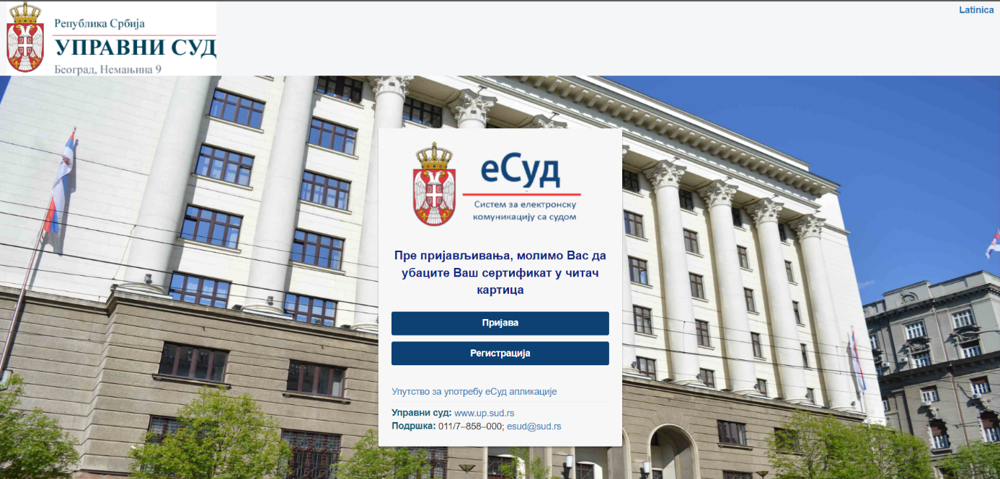 Република Србија
УПРАВНИ СУД
Београд, Немањина 9
Latinica
еСуд
Систем за електронску
комуникацију са судом
Пре пријављивања, молимо Вас да
убаците Ваш сертификат у читач
картица
Пријава
Регистрација
Упутство за употребу еСуд апликације
Управни суд: www.up.sud.rs
Подршка: 011/7–858–000; esud@sud.rs